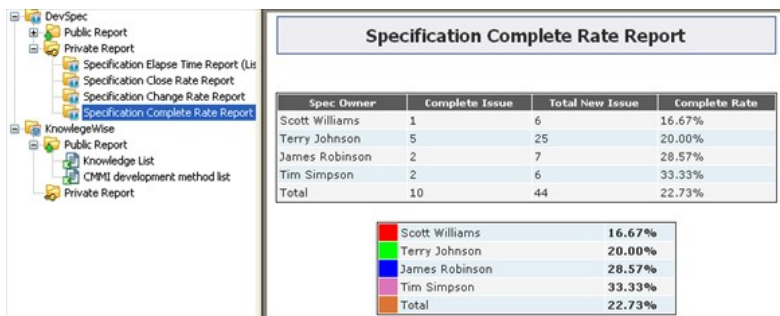 DevSpec
Public Report
Private Report
Specification Elapse Time Report (Lis
Specification Close Rate Report
Specification Change Rate Report
Specification Complete Rate Report
KnowlegeWise
Public Report
Knowledge List
CMMI development method list
Private Report
Specification Complete Rate Report
Spec Owner Complete Issue Total New Issue Complete Rate
Scott Williams 1 6 16.67%
Terry Johnson 5 25 20.00%
James Robinson 2 7 28.57%
Tim Simpson 2 6 33.33%
Total 10 44 22.73%
Scott Williams 16.67%
Terry Johnson 20.00%
James Robinson 28.57%
Tim Simpson 33.33%
Total 22.73%